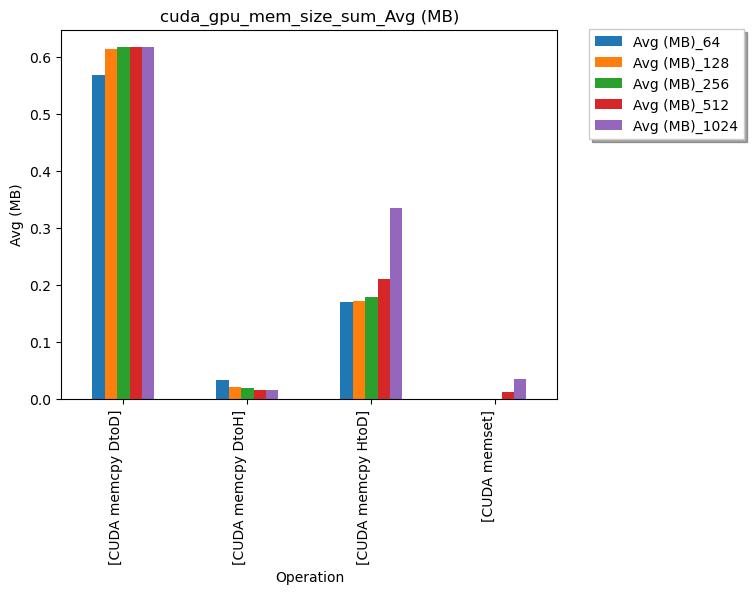 cuda_gpu_mem_size_sum_Avg (MB)
Avg (MB)_64
Avg (MB)_128
Avg (MB)_256
Avg (MB)_512
Avg (MB)_1024
Avg (MB)
0.6
0.5
0.4
0.3
0.2
0.1
0.0
[CUDA memcpy DtoD]
[CUDA memcpy DtoH]
[CUDA memcpy HtoD]
[CUDA memset]
Operation